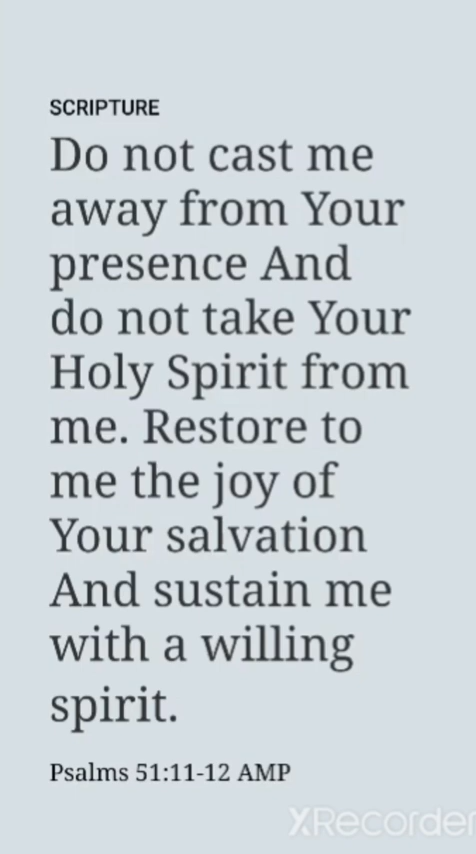 SCRIPTURE
Do not cast me
away from Your
presence And
do not take Your
Holy Spirit from
me. Restore to
me the joy of
Your salvation
And sustain me
with a willing
spirit.
Psalms 51:11-12 AMP
XRecorder